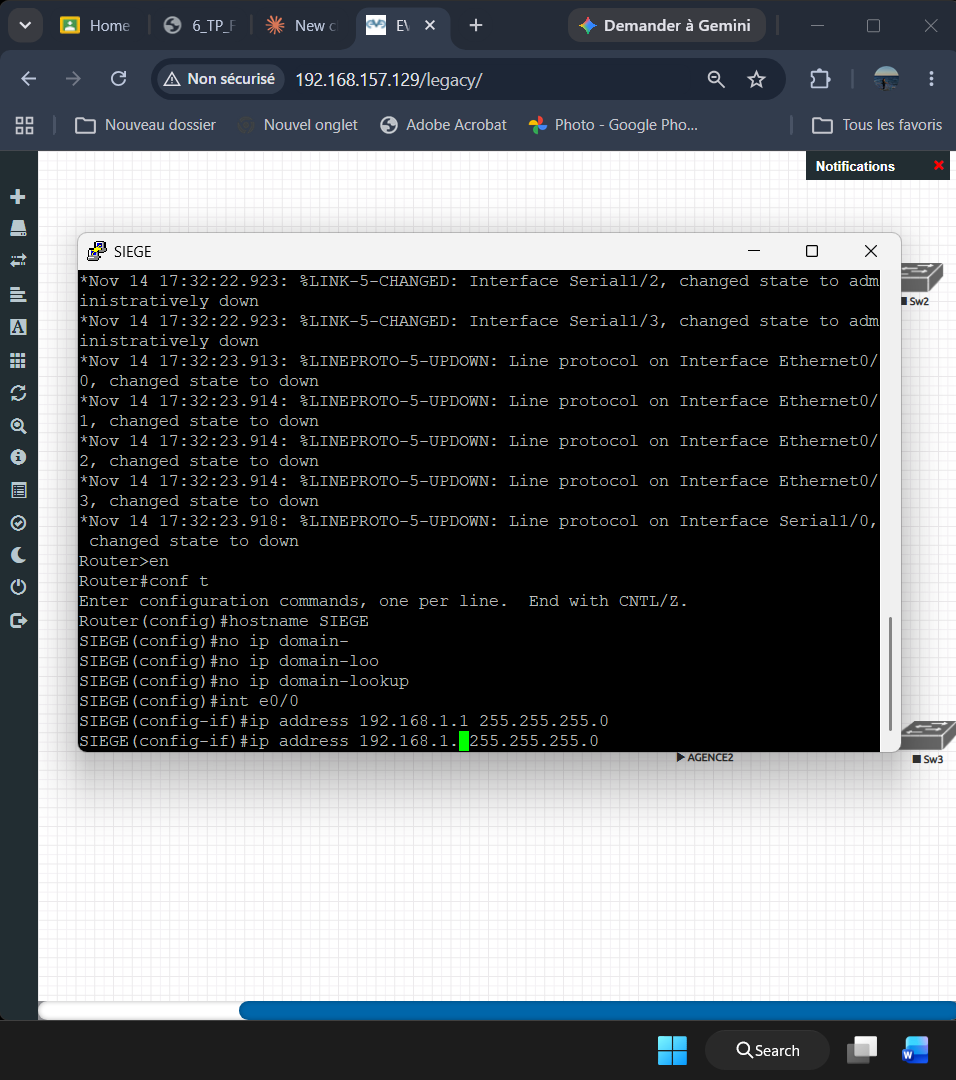 Home
6_TP_F
New c
EV
Demander à Gemini
Non sécurisé
192.168.157.129/legacy/
Nouveau dossier
Nouvel onglet
Adobe Acrobat
Photo - Google Pho...
Tous les favoris
Notifications
SIEGE
Sw2
*Nov 14 17:32:22.923: %LINK-5-CHANGED: Interface Serial1/2, changed state to adm
inistratively down
*Nov 14 17:32:22.923: %LINK-5-CHANGED: Interface Serial1/3, changed state to adm
inistratively down
*Nov 14 17:32:23.913: %LINEPROTO-5-UPDOWN: Line protocol on Interface Ethernet0/
0, changed state to down
*Nov 14 17:32:23.914: %LINEPROTO-5-UPDOWN: Line protocol on Interface Ethernet0/
1, changed state to down
*Nov 14 17:32:23.914: %LINEPROTO-5-UPDOWN: Line protocol on Interface Ethernet0/
2, changed state to down
*Nov 14 17:32:23.914: %LINEPROTO-5-UPDOWN: Line protocol on Interface Ethernet0/
3, changed state to down
*Nov 14 17:32:23.918: %LINEPROTO-5-UPDOWN: Line protocol on Interface Serial1/0,
 changed state to down
Router>en
Router#conf t
Enter configuration commands, one per line.  End with CNTL/Z.
Router(config)#hostname SIEGE
SIEGE(config)#no ip domain-
SIEGE(config)#no ip domain-loo
SIEGE(config)#no ip domain-lookup
SIEGE(config)#int e0/0
SIEGE(config-if)#ip address 192.168.1.1 255.255.255.0
SIEGE(config-if)#ip address 192.168.1. 255.255.255.0
AGENCE2
Sw3
Search